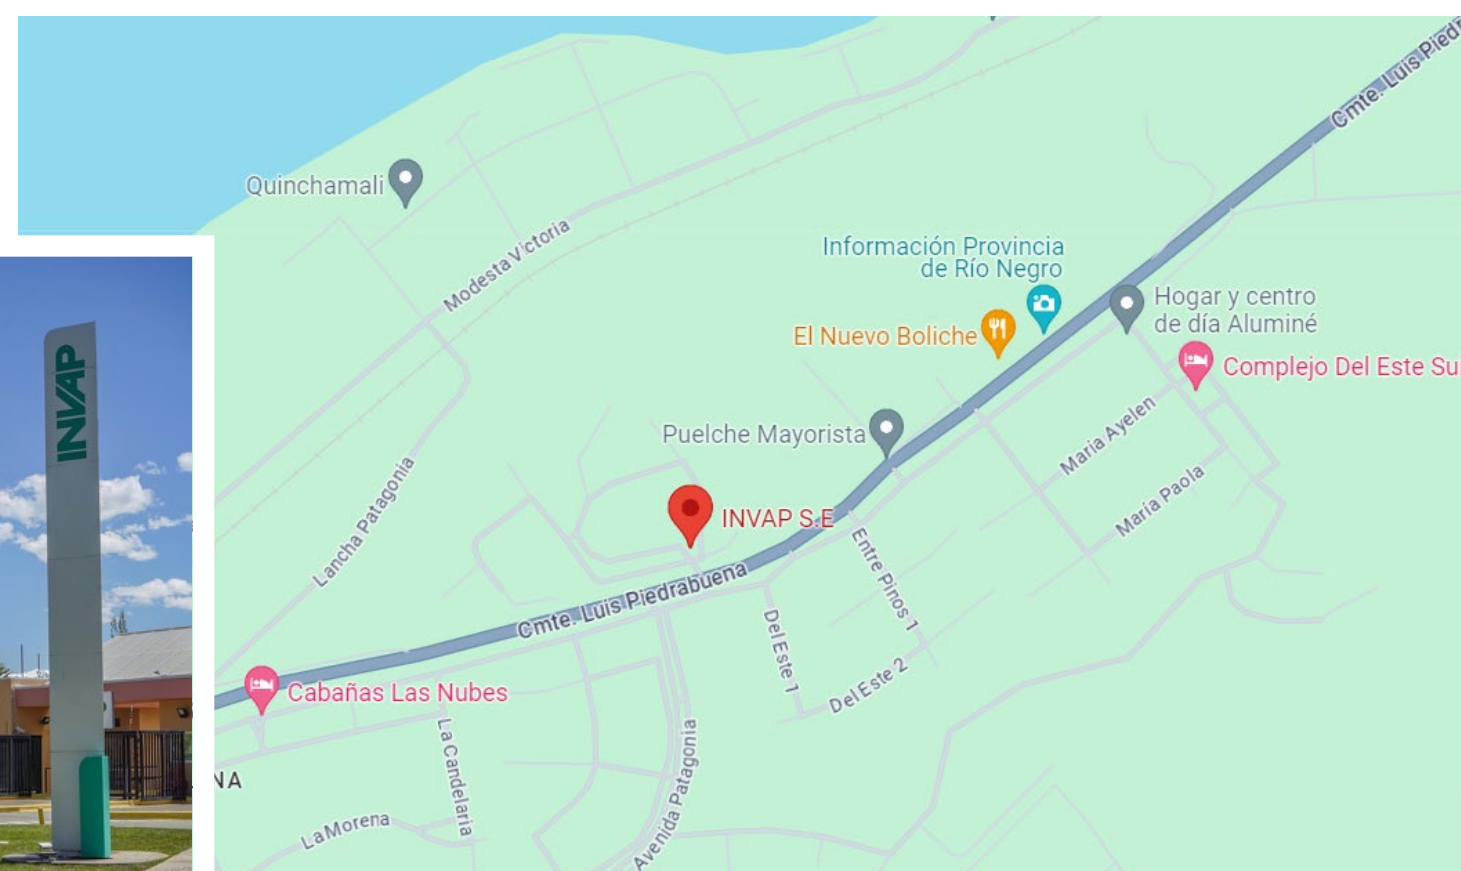 Cmte. Luis Piedr
Quinchamali
Modesta Victoria
Información Provincia
de Río Negro
Hogar y centro
de día Aluminé
El Nuevo Boliche
Complejo Del Este Su
INVAP
Maria Ayelen
Puelche Mayorista
Maria Paola
Lancha Patagonia
INVAP S.E
Entre Pinos 1
Cmte. Luis Piedrabuena
Del Este 1
Del Este 2
Cabañas Las Nubes
La Candelaria
Avenida Patagonia
NA
La Morena